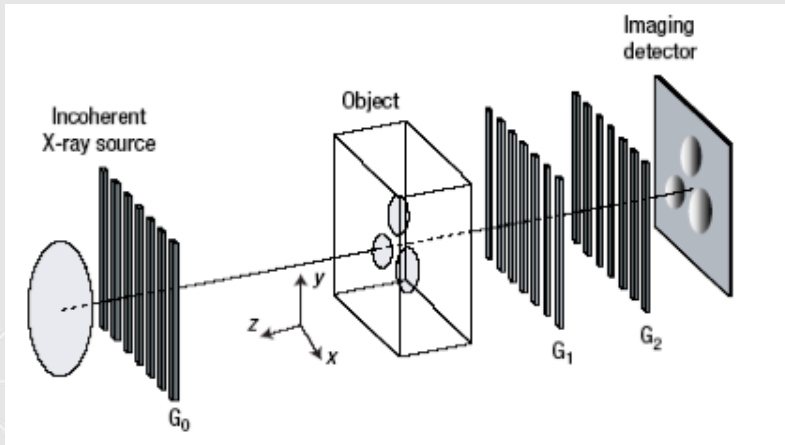 Imaging
detector
Incoherent
X-ray source
Object
y
z
x
G0
G1
G2